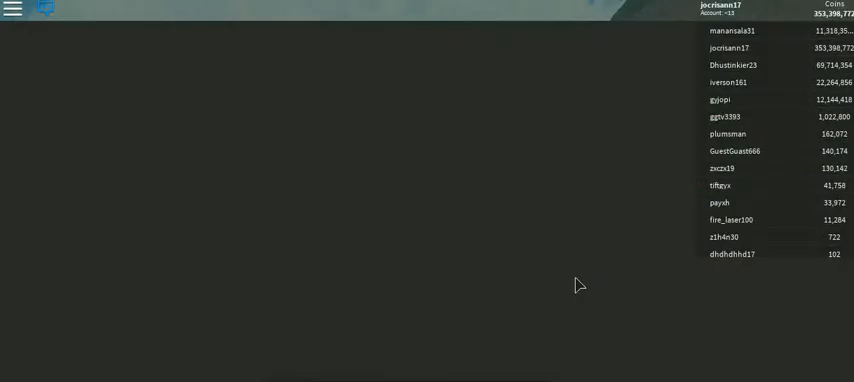 jocrisann17 Coins
Account: <13 353,398,772
manansala31 11,318,35...
jocrisann17 353,398,772
Dhustinkier23 69,714,354
iverson161 22,264,856
gyjopi 12,144,418
ggtv3393 1,022,800
plumsman 162,072
GuestGuast666 140,174
zxczx19 130,142
tiftgyx 41,758
payxh 33,972
fire_laser100 11,284
z1h4n30 722
dhdhdhhd17 102